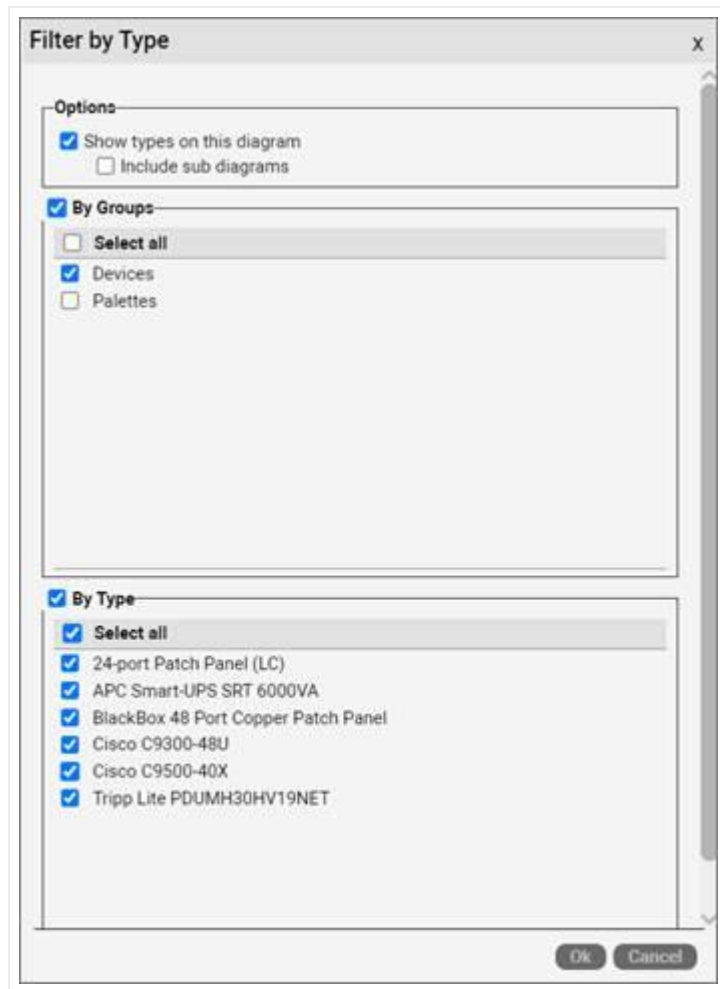 Filter by Type x
Options
Show types on this diagram
Include sub diagrams
By Groups
Select all
Devices
Palettes
By Type
Select all
24-port Patch Panel (LC)
APC Smart-UPS SRT 6000VA
BlackBox 48 Port Copper Patch Panel
Cisco C9300-48U
Cisco C9500-40X
Tripp Lite PDUMH30HV19NET
Ok Cancel